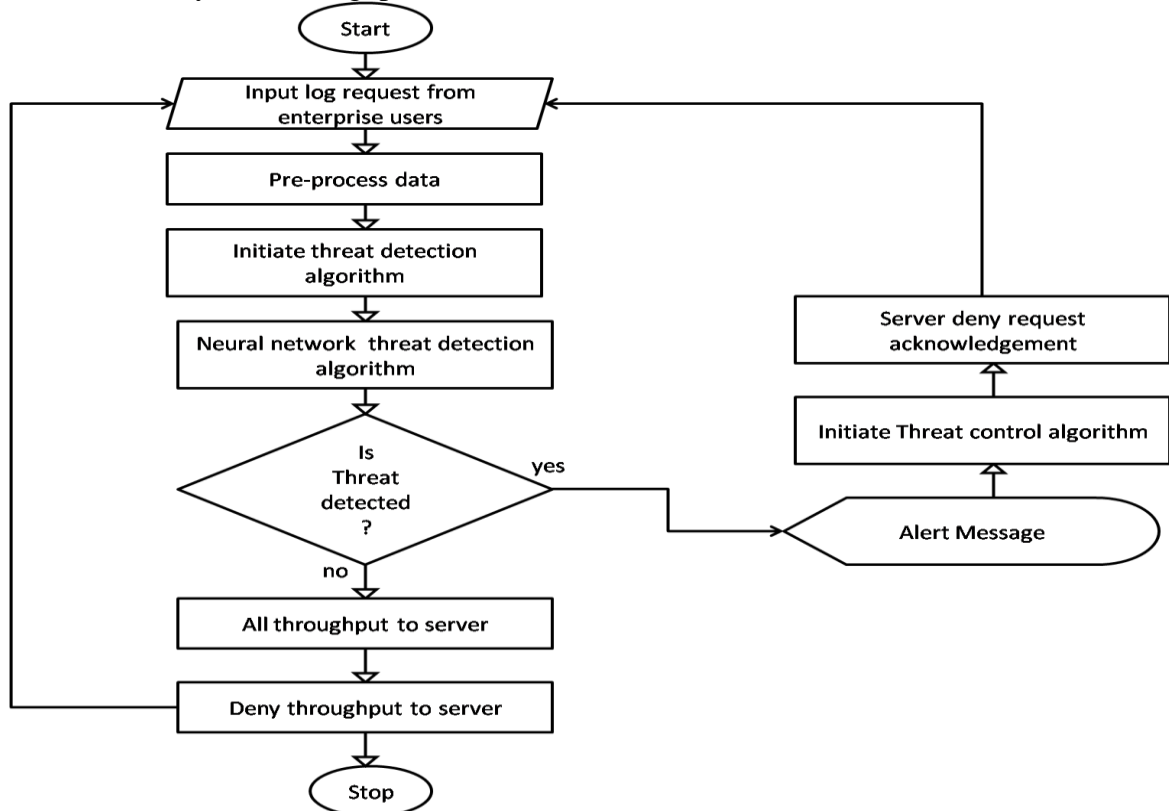 Start
Input log request from
enterprise users
Pre-process data
Initiate threat detection
algorithm
Neural network threat detection
algorithm
Is
Threat
detected
?
yes
no
All throughput to server
Deny throughput to server
Stop
Alert Message
Initiate Threat control algorithm
Server deny request
acknowledgement